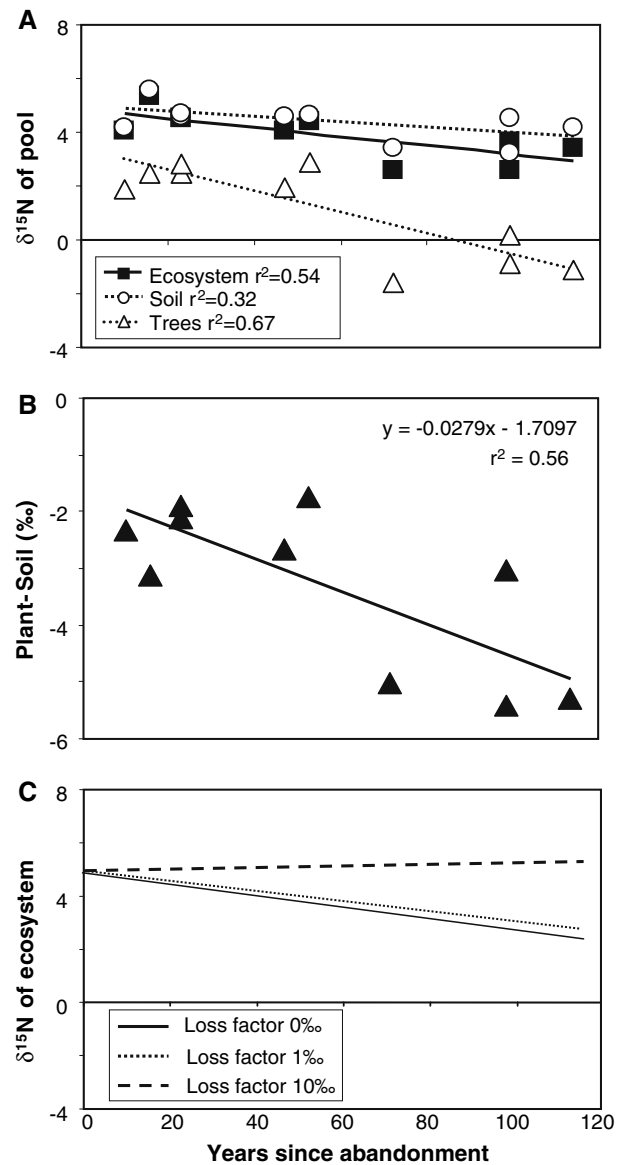 A
8
4
0
-4
δ¹⁵N of pool
Ecosystem r²=0.54
Soil r²=0.32
Trees r²=0.67
B
0
-2
-4
-6
Plant-Soil (‰)
y = -0.0279x - 1.7097
r² = 0.56
C
8
4
0
-4
δ¹⁵N of ecosystem
Loss factor 0‰
Loss factor 1‰
Loss factor 10‰
0 20 40 60 80 100 120
Years since abandonment